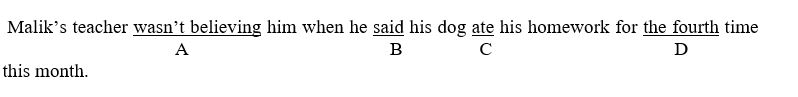 Malik’s teacher wasn’t believing him when he said his dog ate his homework for the fourth time
A B C D
this month.